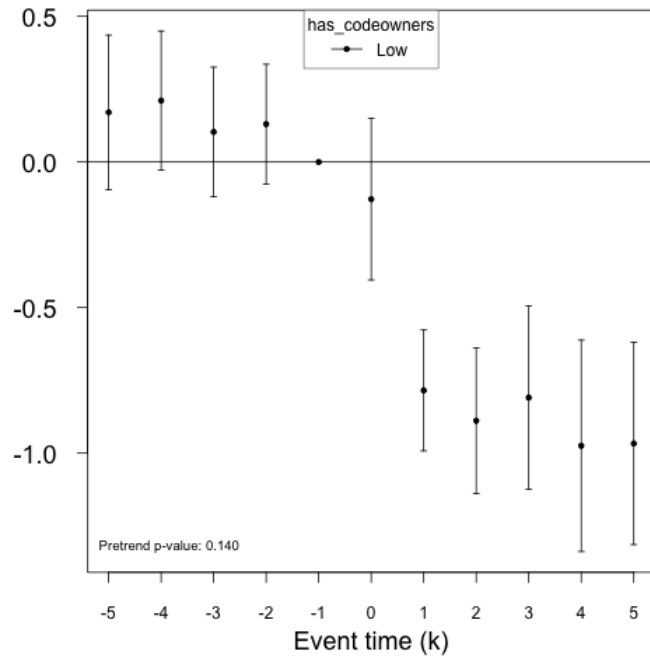 has_codeowners
Low
0.5
0.0
-0.5
-1.0
Pretrend p-value: 0.140
-5 -4 -3 -2 -1 0 1 2 3 4 5
Event time (k)